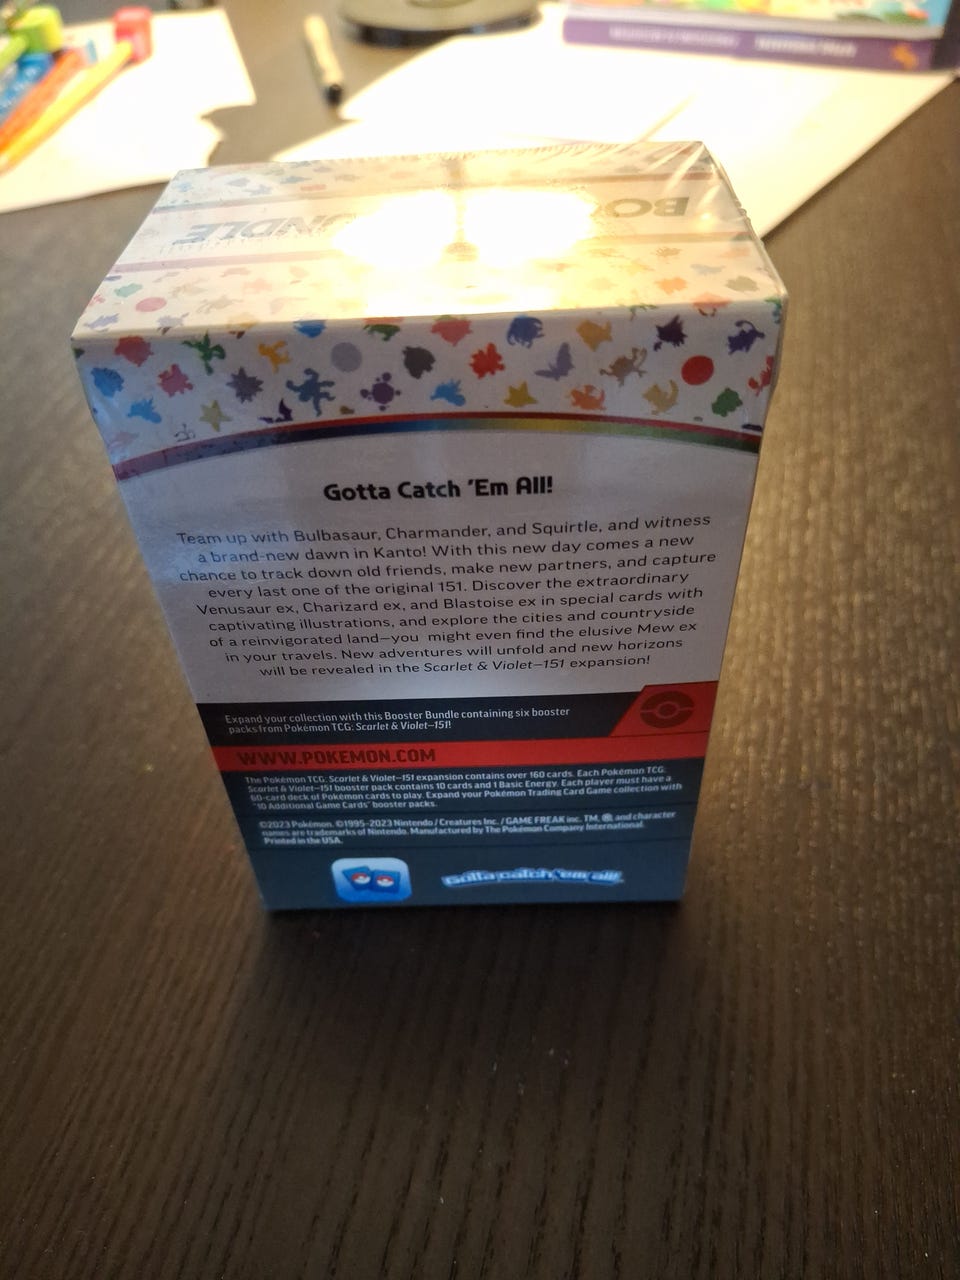 BO
NDLE
Gotta Catch 'Em All!
Team up with Bulbasaur, Charmander, and Squirtle, and witness
a brand-new dawn in Kanto! With this new day comes a new
chance to track down old friends, make new partners, and capture
every last one of the original 151. Discover the extraordinary
Venusaur ex, Charizard ex, and Blastoise ex in special cards with
captivating illustrations, and explore the cities and countryside
of a reinvigorated land—you might even find the elusive Mew ex
in your travels. New adventures will unfold and new horizons
will be revealed in the Scarlet & Violet—151 expansion!
Expand your collection with this Booster Bundle containing six booster
packs from Pokémon TCG: Scarlet & Violet—151!
WWW.POKEMON.COM
The Pokémon TCG: Scarlet & Violet—151 expansion contains over 160 cards. Each Pokémon TCG:
Scarlet & Violet—151 booster pack contains 10 cards and 1 Basic Energy. Each player must have a
60-card deck of Pokémon cards to play. Expand your Pokémon Trading Card Game collection with
"10 Additional Game Cards" booster packs.
©2023 Pokémon. ©1995–2023 Nintendo / Creatures Inc. / GAME FREAK inc. TM, ® and character
names are trademarks of Nintendo. Manufactured by The Pokémon Company International.
Printed in the USA.
Gotta catch 'em all!